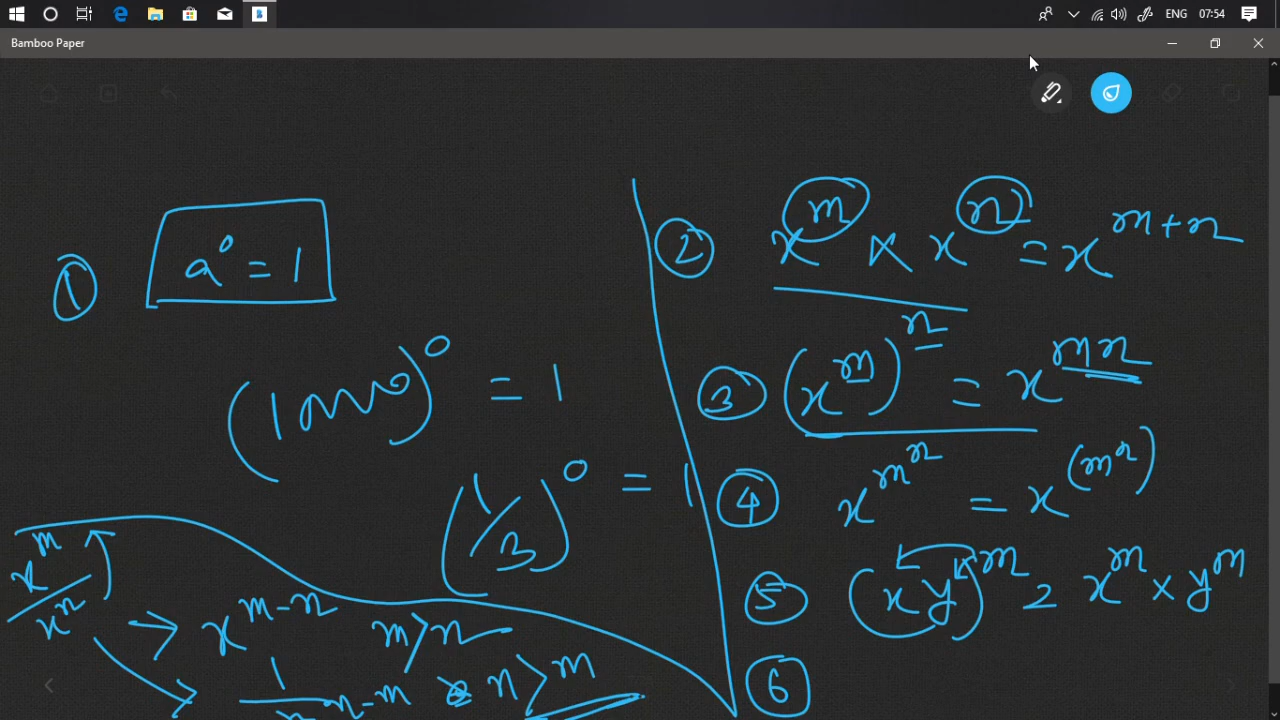 ENG 07:54
Bamboo Paper
① a⁰ = 1
(1000)⁰ = 1
(1/3)⁰ = 1
xᵐ/xⁿ → xᵐ⁻ⁿ m > n
1/xⁿ⁻ᵐ n > m
② xᵐ × xⁿ = xᵐ⁺ⁿ
③ (xᵐ)ⁿ = xᵐⁿ
④ x^m^n = x^(mⁿ)
⑤ (xy)ᵐ = xᵐ × yᵐ
⑥